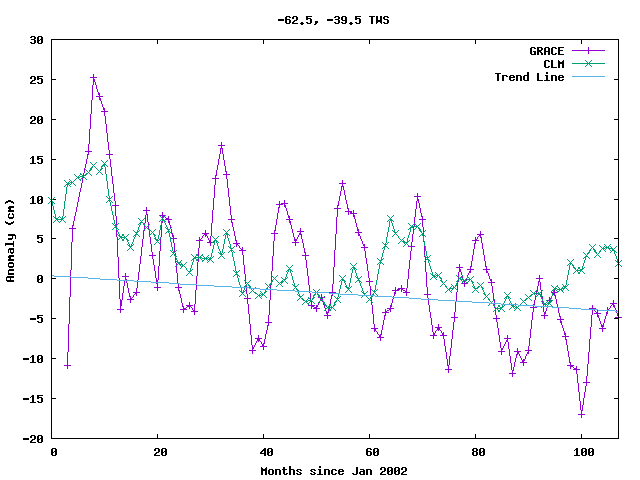 -62.5, -39.5 TWS
GRACE
CLM
Trend Line
30
25
20
15
10
5
0
-5
-10
-15
-20
Anomaly (cm)
0 20 40 60 80 100
Months since Jan 2002